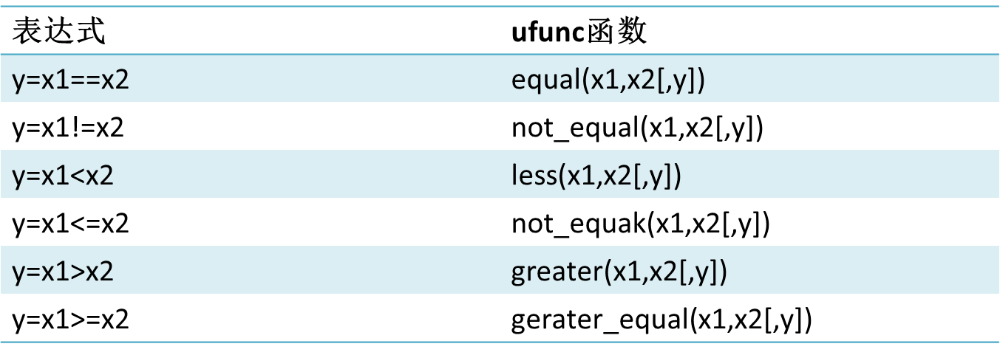 表达式 ufunc函数
y=x1==x2 equal(x1,x2[,y])
y=x1!=x2 not_equal(x1,x2[,y])
y=x1<x2 less(x1,x2[,y])
y=x1<=x2 not_equak(x1,x2[,y])
y=x1>x2 greater(x1,x2[,y])
y=x1>=x2 gerater_equal(x1,x2[,y])